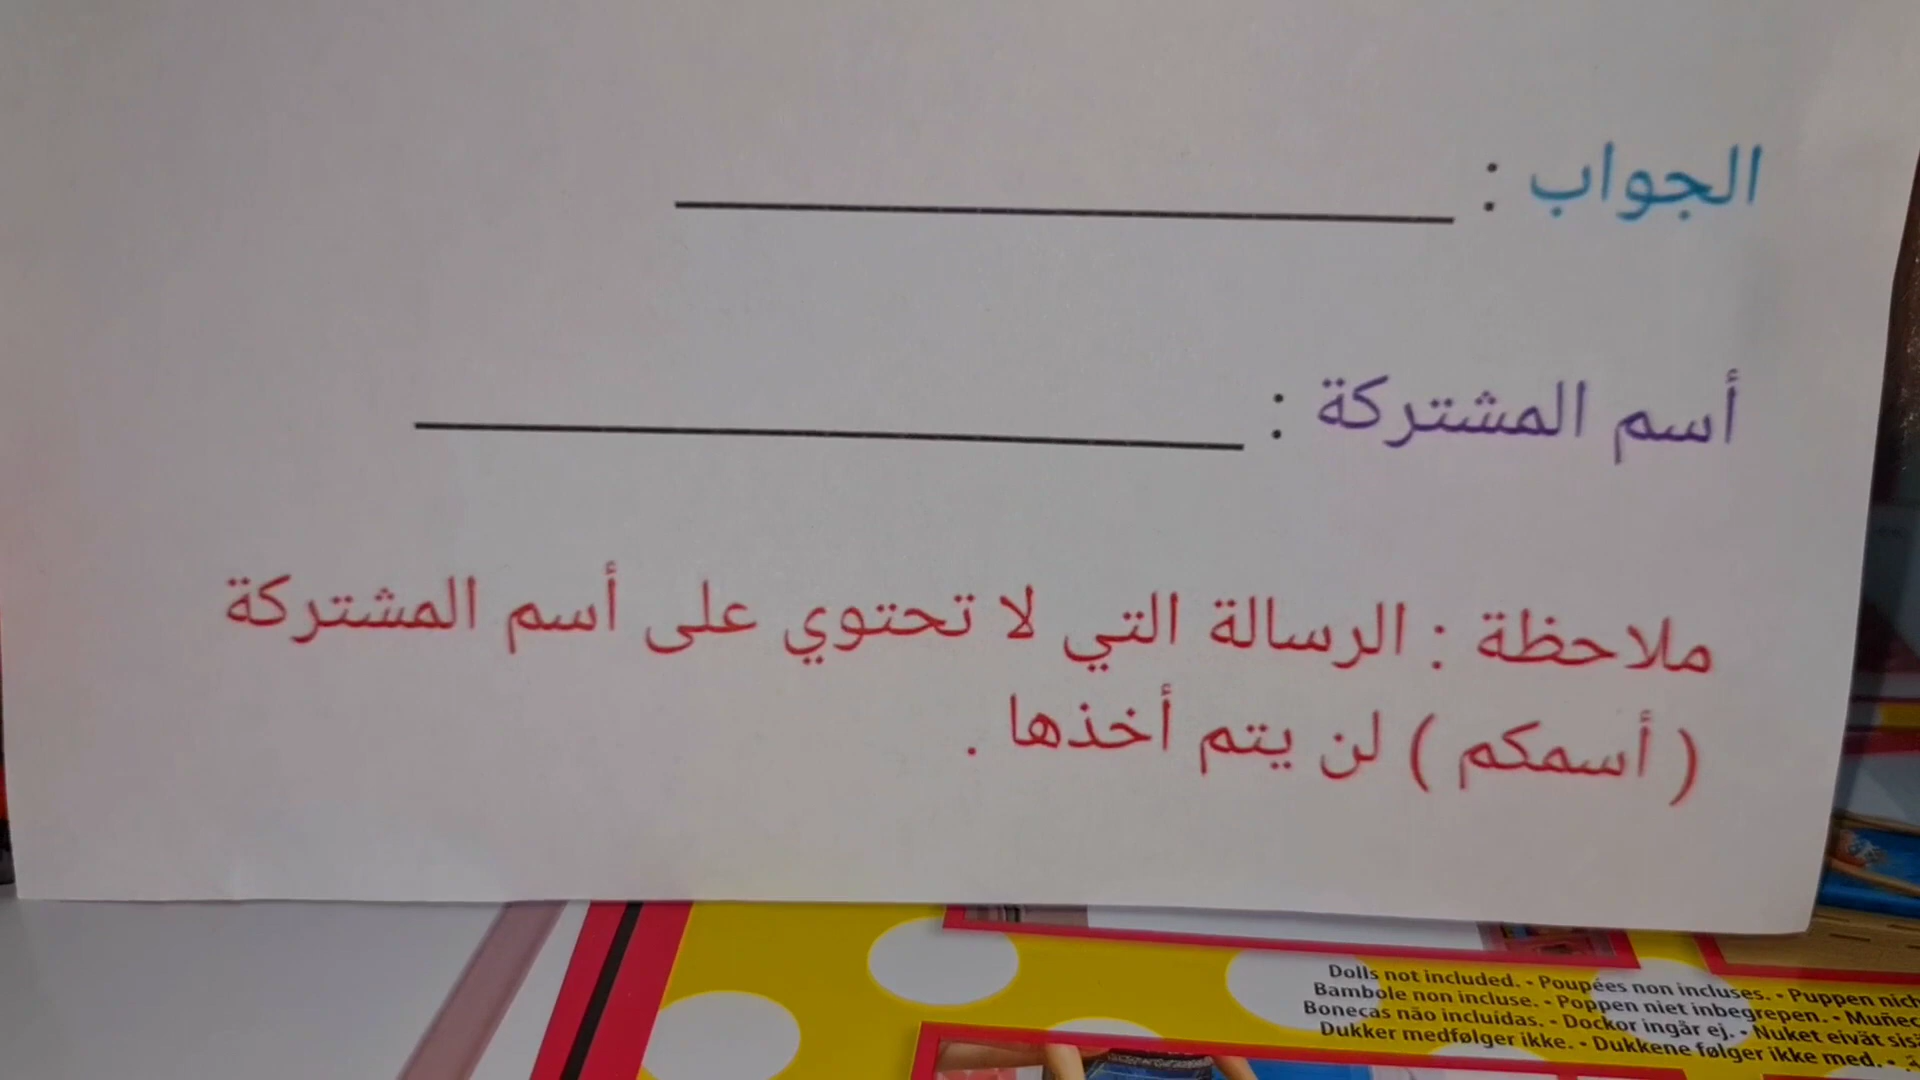 الجواب :
أسم المشتركة :
ملاحظة : الرسالة التي لا تحتوي على أسم المشتركة
( أسمكم ) لن يتم أخذها .
Dolls not included. - Poupées non incluses. - Puppen nich
Bambole non incluse. - Poppen niet inbegrepen. - Muñec
Bonecas não incluídas. - Dockor ingår ej. - Nuket eivät sis
Dukker medfølger ikke. - Dukkene følger ikke med. -